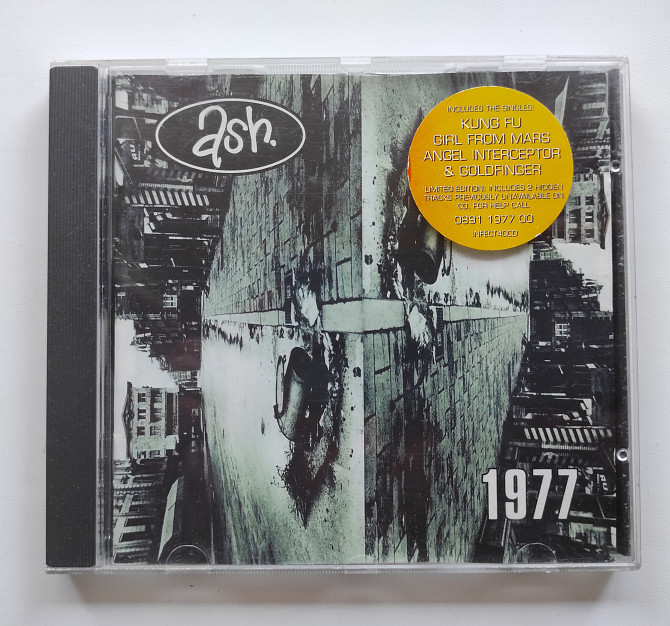 ash.
INCLUDES THE SINGLES:
KUNG FU
GIRL FROM MARS
ANGEL INTERCEPTOR
& GOLDFINGER
LIMITED EDITION: INCLUDES 2 HIDDEN
TRACKS PREVIOUSLY UNAVAILABLE ON
CD, FOR HELP CALL
0891 1977 00
INFECT40CD
1977